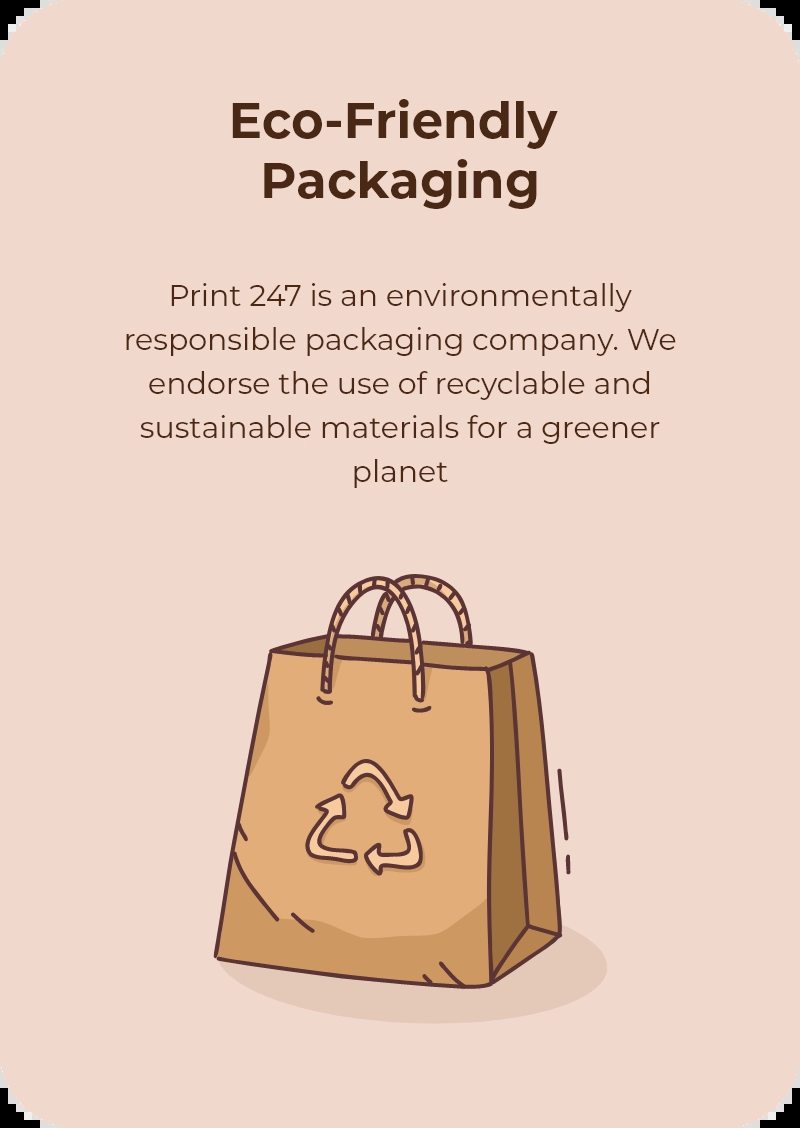 Eco-Friendly
Packaging
Print 247 is an environmentally
responsible packaging company. We
endorse the use of recyclable and
sustainable materials for a greener
planet